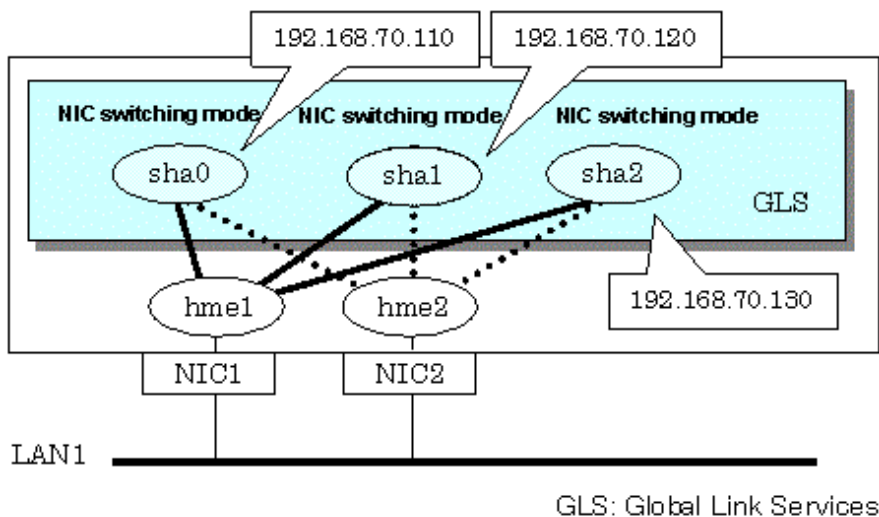 192.168.70.110
192.168.70.120
NIC switching mode
NIC switching mode
NIC switching mode
sha0
sha1
sha2
GLS
hme1
hme2
192.168.70.130
NIC1
NIC2
LAN1
GLS: Global Link Services